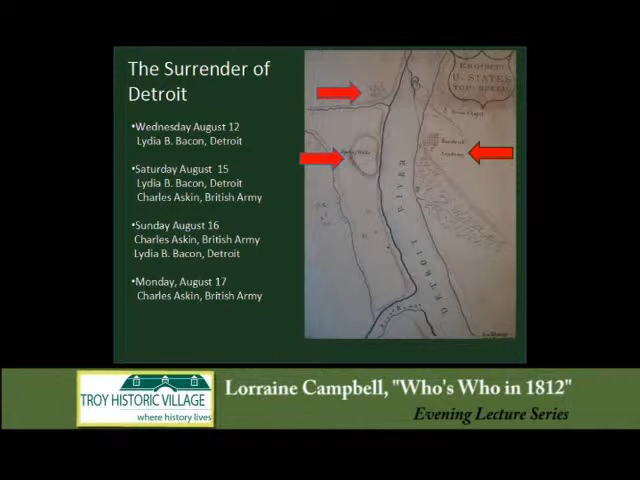 The Surrender of
Detroit
•Wednesday August 12
Lydia B. Bacon, Detroit
•Saturday August 15
Lydia B. Bacon, Detroit
Charles Askin, British Army
•Sunday August 16
Charles Askin, British Army
Lydia B. Bacon, Detroit
•Monday, August 17
Charles Askin, British Army
U. STATES
DETROIT RIVER
TROY HISTORIC VILLAGE
where history lives
Lorraine Campbell, "Who's Who in 1812"
Evening Lecture Series